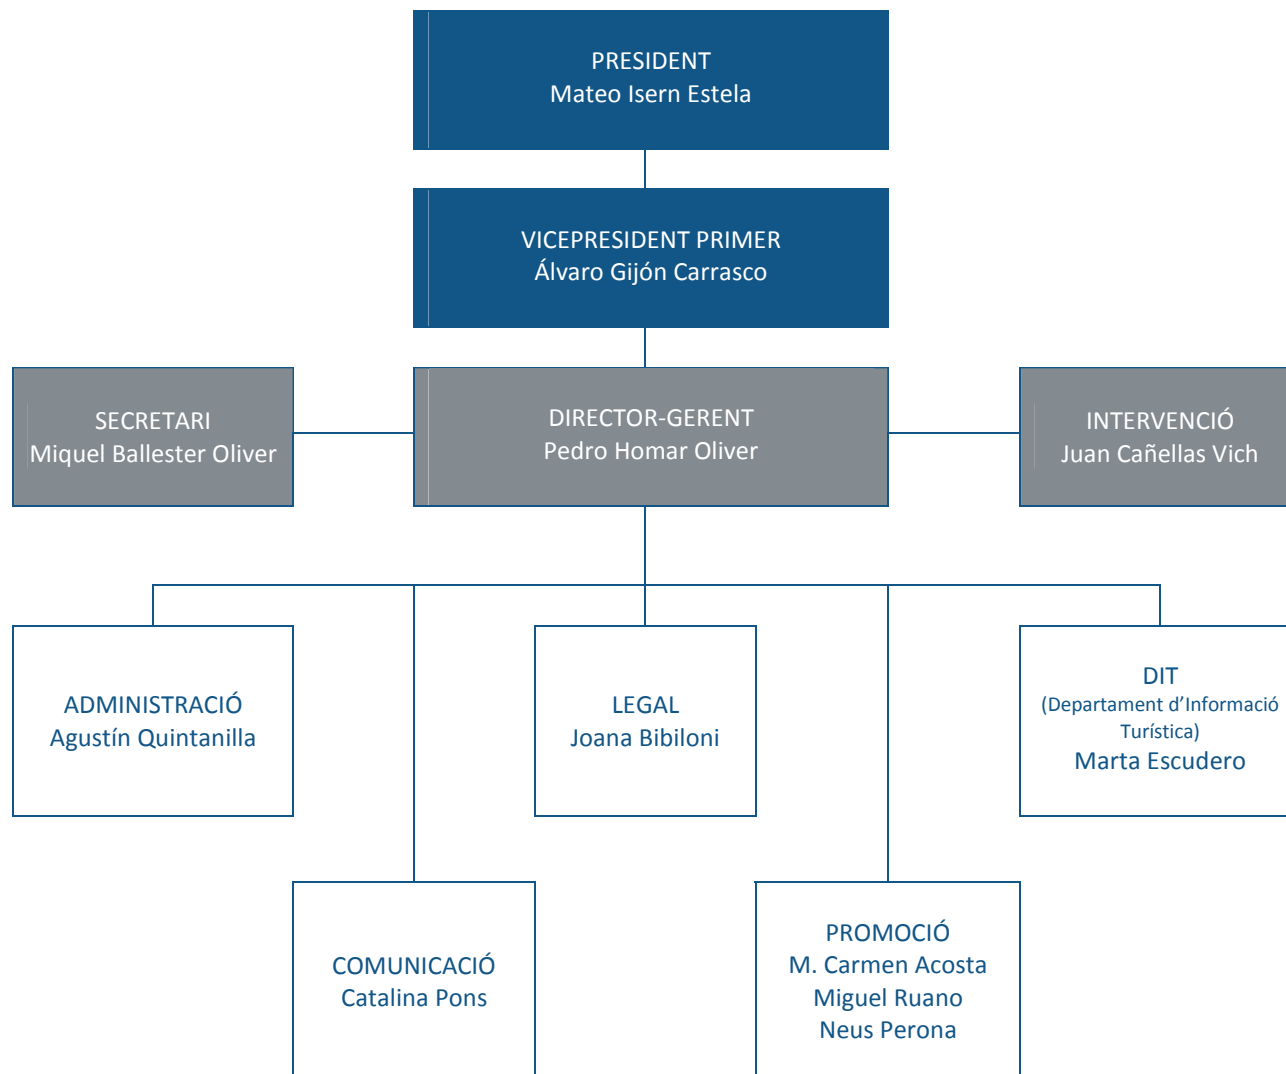 PRESIDENT
Mateo Isern Estela
VICEPRESIDENT PRIMER
Álvaro Gijón Carrasco
SECRETARI
Miquel Ballester Oliver
DIRECTOR-GERENT
Pedro Homar Oliver
INTERVENCIÓ
Juan Cañellas Vich
ADMINISTRACIÓ
Agustín Quintanilla
LEGAL
Joana Bibiloni
DIT
(Departament d’Informació
Turística)
Marta Escudero
COMUNICACIÓ
Catalina Pons
PROMOCIÓ
M. Carmen Acosta
Miguel Ruano
Neus Perona